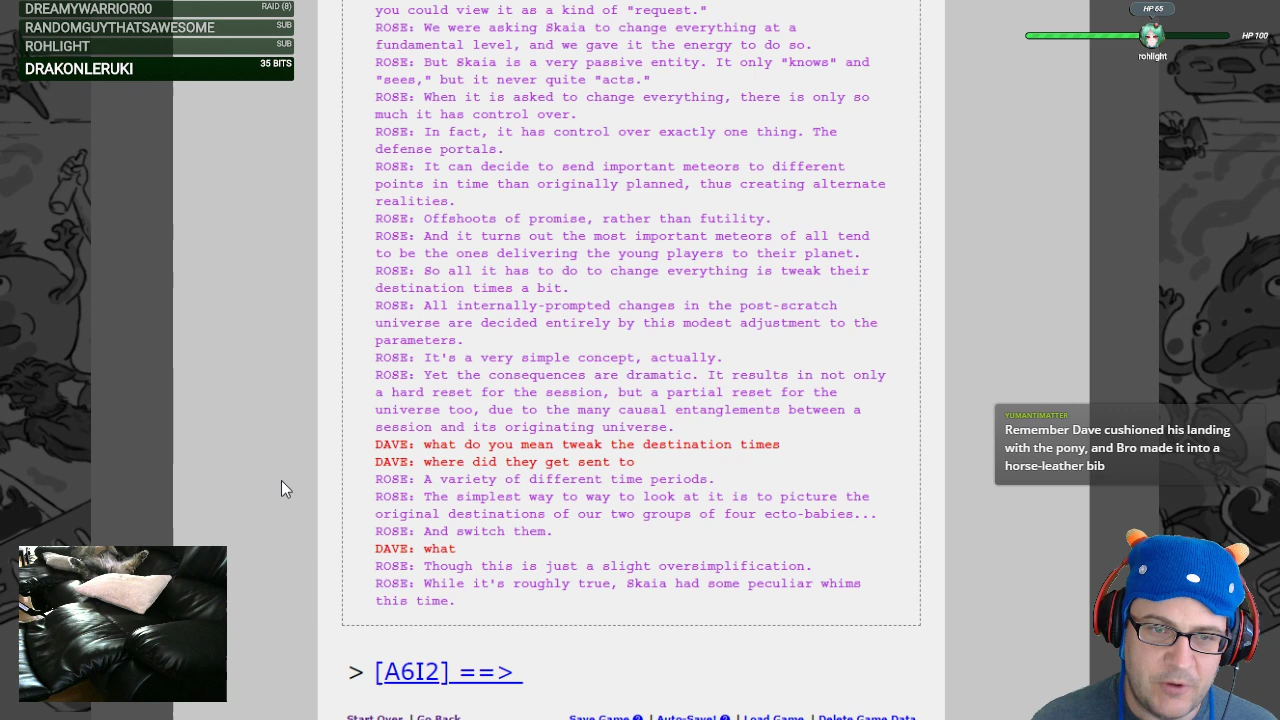 DREAMYWARRIOR00 RAID (8)
RANDOMGUYTHATSAWESOME SUB
ROHLIGHT SUB
DRAKONLERUKI 35 BITS
HP 65
HP 100
rohlight
you could view it as a kind of "request."
ROSE: We were asking Skaia to change everything at a
fundamental level, and we gave it the energy to do so.
ROSE: But Skaia is a very passive entity. It only "knows" and
"sees," but it never quite "acts."
ROSE: When it is asked to change everything, there is only so
much it has control over.
ROSE: In fact, it has control over exactly one thing. The
defense portals.
ROSE: It can decide to send important meteors to different
points in time than originally planned, thus creating alternate
realities.
ROSE: Offshoots of promise, rather than futility.
ROSE: And it turns out the most important meteors of all tend
to be the ones delivering the young players to their planet.
ROSE: So all it has to do to change everything is tweak their
destination times a bit.
ROSE: All internally-prompted changes in the post-scratch
universe are decided entirely by this modest adjustment to the
parameters.
ROSE: It's a very simple concept, actually.
ROSE: Yet the consequences are dramatic. It results in not only
a hard reset for the session, but a partial reset for the
universe too, due to the many causal entanglements between a
session and its originating universe.
DAVE: what do you mean tweak the destination times
DAVE: where did they get sent to
ROSE: A variety of different time periods.
ROSE: The simplest way to way to look at it is to picture the
original destinations of our two groups of four ecto-babies...
ROSE: And switch them.
DAVE: what
ROSE: Though this is just a slight oversimplification.
ROSE: While it's roughly true, Skaia had some peculiar whims
this time.
> [A6I2] ==>
Start Over | Go Back Save Game ? | Auto-Save! ? | Load Game | Delete Game Data
YUMANTIMATTER
Remember Dave cushioned his landing
with the pony, and Bro made it into a
horse-leather bib